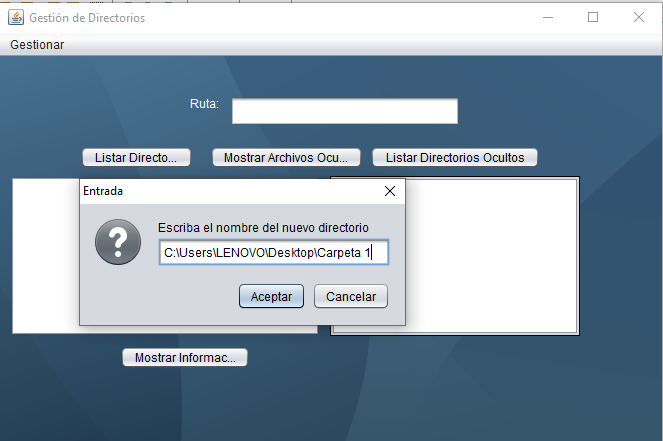 Gestión de Directorios
Gestionar
Ruta:
Listar Directo...
Mostrar Archivos Ocu...
Listar Directorios Ocultos
Entrada
Escriba el nombre del nuevo directorio
C:\Users\LENOVO\Desktop\Carpeta 1
Aceptar
Cancelar
Mostrar Informac...